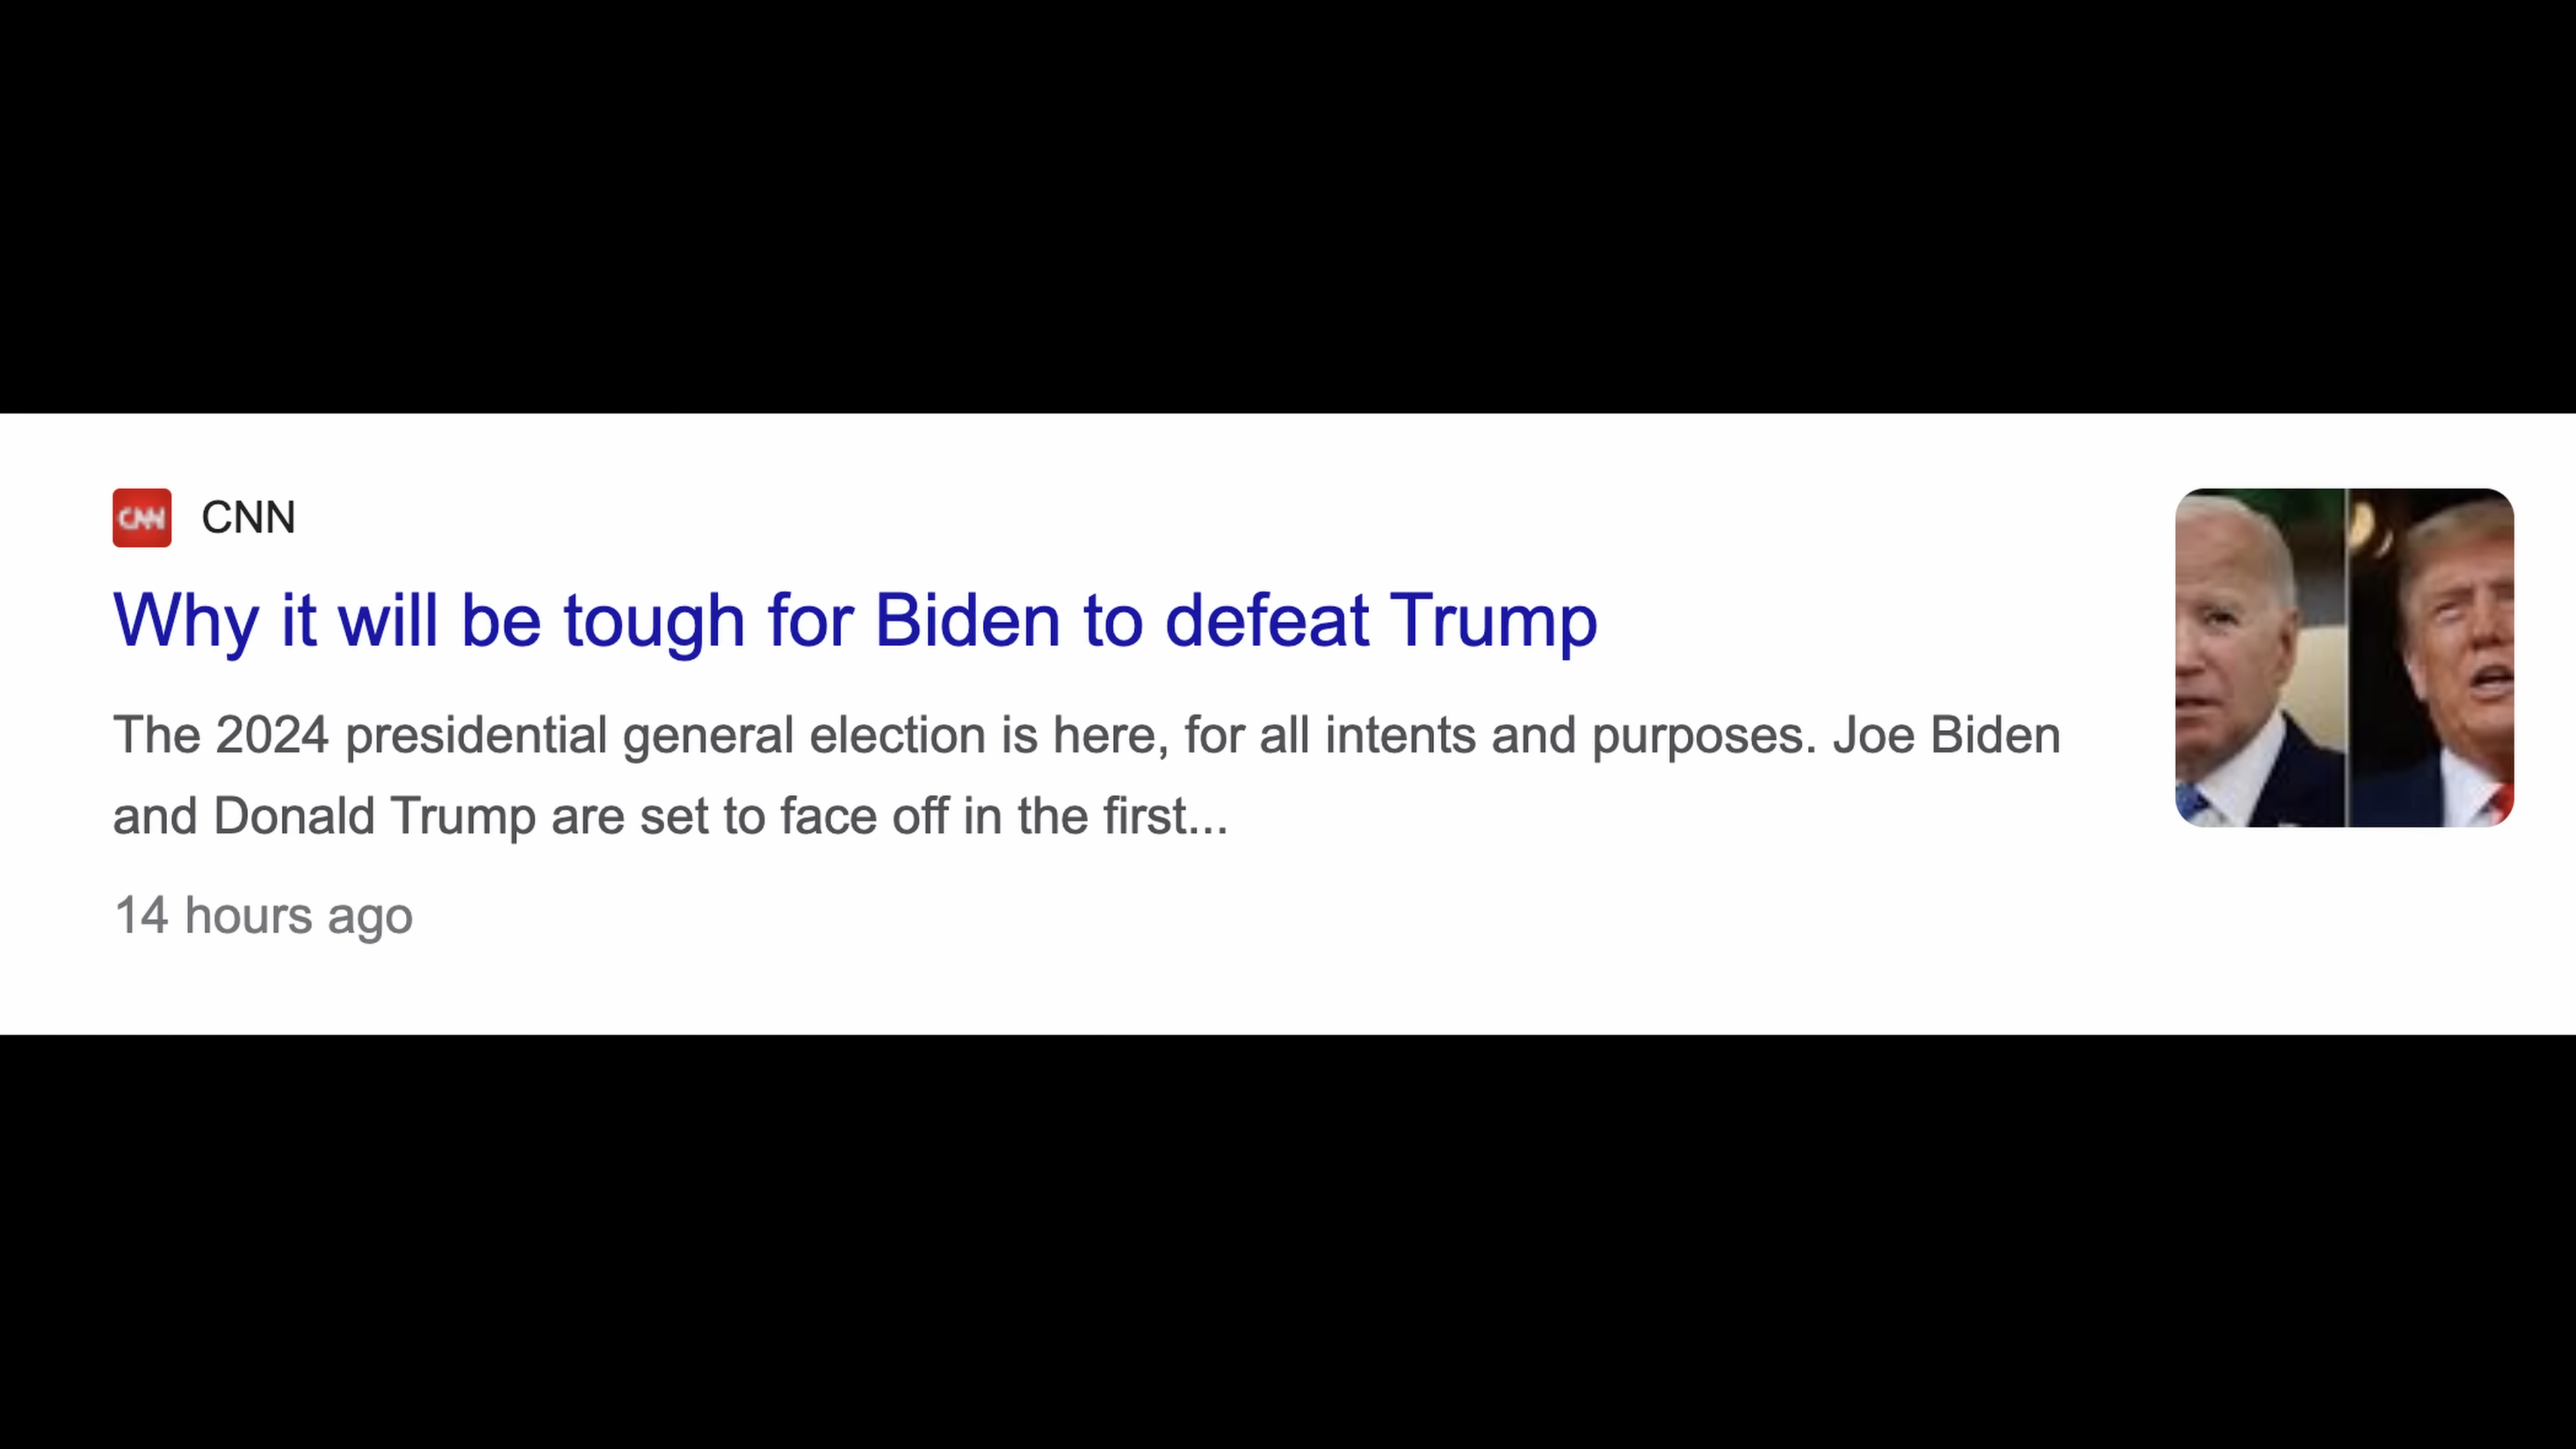 CNN CNN
Why it will be tough for Biden to defeat Trump
The 2024 presidential general election is here, for all intents and purposes. Joe Biden
and Donald Trump are set to face off in the first...
14 hours ago